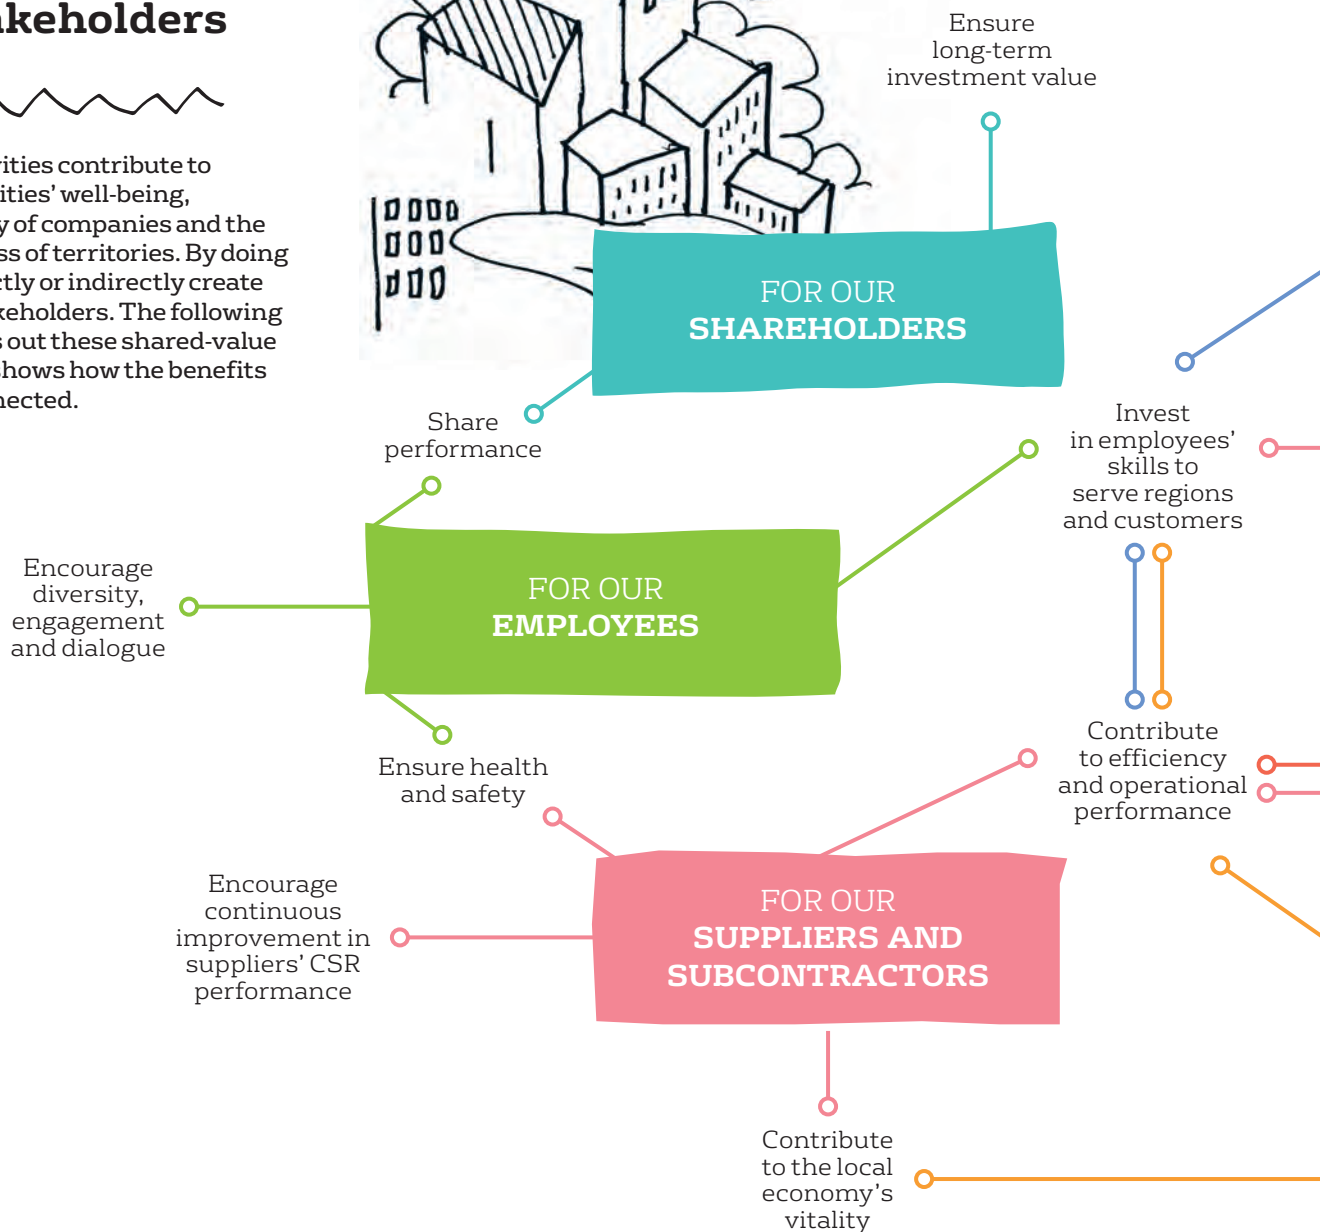 akeholders
vities contribute to
ities' well-being,
y of companies and the
ss of territories. By doing
ctly or indirectly create
keholders. The following
s out these shared-value
shows how the benefits
nected.
Ensure
long-term
investment value
FOR OUR
SHAREHOLDERS
Share
performance
Invest
in employees'
skills to
serve regions
and customers
Encourage
diversity,
engagement
and dialogue
FOR OUR
EMPLOYEES
Ensure health
and safety
Contribute
to efficiency
and operational
performance
Encourage
continuous
improvement in
suppliers' CSR
performance
FOR OUR
SUPPLIERS AND
SUBCONTRACTORS
Contribute
to the local
economy's
vitality